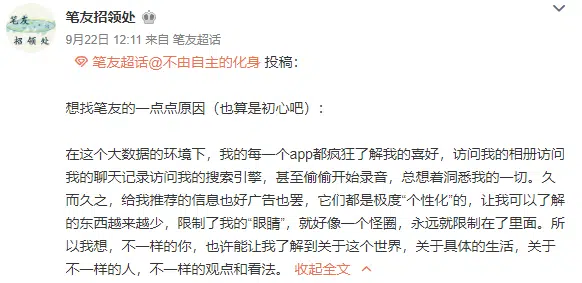 笔友
招领处
笔友招领处
9月22日 12:11 来自 笔友超话
笔友超话@不由自主的化身 投稿：
想找笔友的一点点原因（也算是初心吧）：
在这个大数据的环境下，我的每一个app都疯狂了解我的喜好，访问我的相册访问
我的聊天记录访问我的搜索引擎，甚至偷偷开始录音，总想着洞悉我的一切。久
而久之，给我推荐的信息也好广告也罢，它们都是极度“个性化”的，让我可以了解
的东西越来越少，限制了我的“眼睛”，就好像一个怪圈，永远就限制在了里面。所
以我想，不一样的你，也许能让我了解到关于这个世界，关于具体的生活，关于
不一样的人，不一样的观点和看法。 收起全文